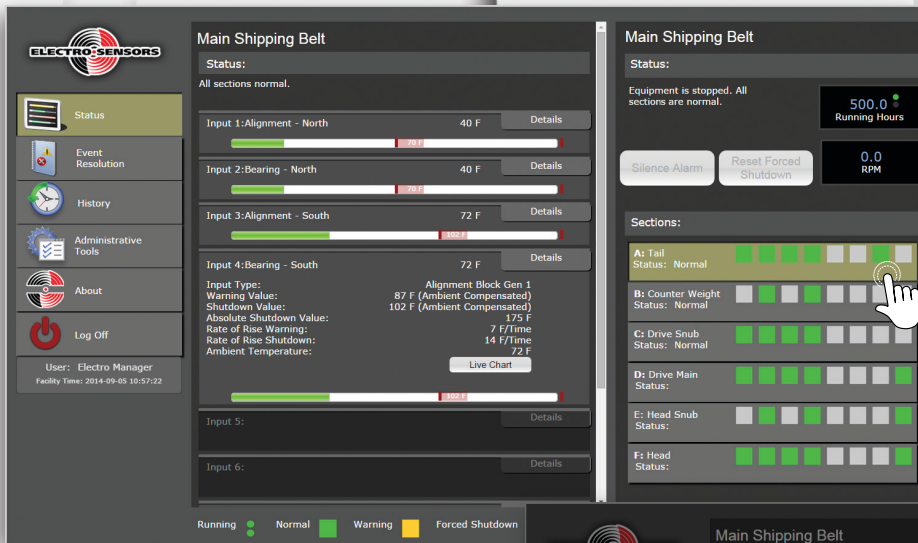 ELECTRO-SENSORS
Status
Event
Resolution
History
Administrative
Tools
About
Log Off
User: Electro Manager
Facility Time: 2014-09-05 10:57:22
Main Shipping Belt
Status:
All sections normal.
Input 1:Alignment - North 40 F Details
70 F
Input 2:Bearing - North 40 F Details
70 F
Input 3:Alignment - South 72 F Details
102 F
Input 4:Bearing - South 72 F Details
Input Type: Alignment Block Gen 1
Warning Value: 87 F (Ambient Compensated)
Shutdown Value: 102 F (Ambient Compensated)
Absolute Shutdown Value: 175 F
Rate of Rise Warning: 7 F/Time
Rate of Rise Shutdown: 14 F/Time
Ambient Temperature: 72 F
Live Chart
102 F
Input 5: Details
Input 6: Details
Running Normal Warning Forced Shutdown
Main Shipping Belt
Status:
Equipment is stopped. All
sections are normal.
500.0
Running Hours
Silence Alarm
Reset Forced
Shutdown
0.0
RPM
Sections:
A: Tail
Status: Normal
B: Counter Weight
Status: Normal
C: Drive Snub
Status: Normal
D: Drive Main
Status:
E: Head Snub
Status:
F: Head
Status:
Main Shipping Belt